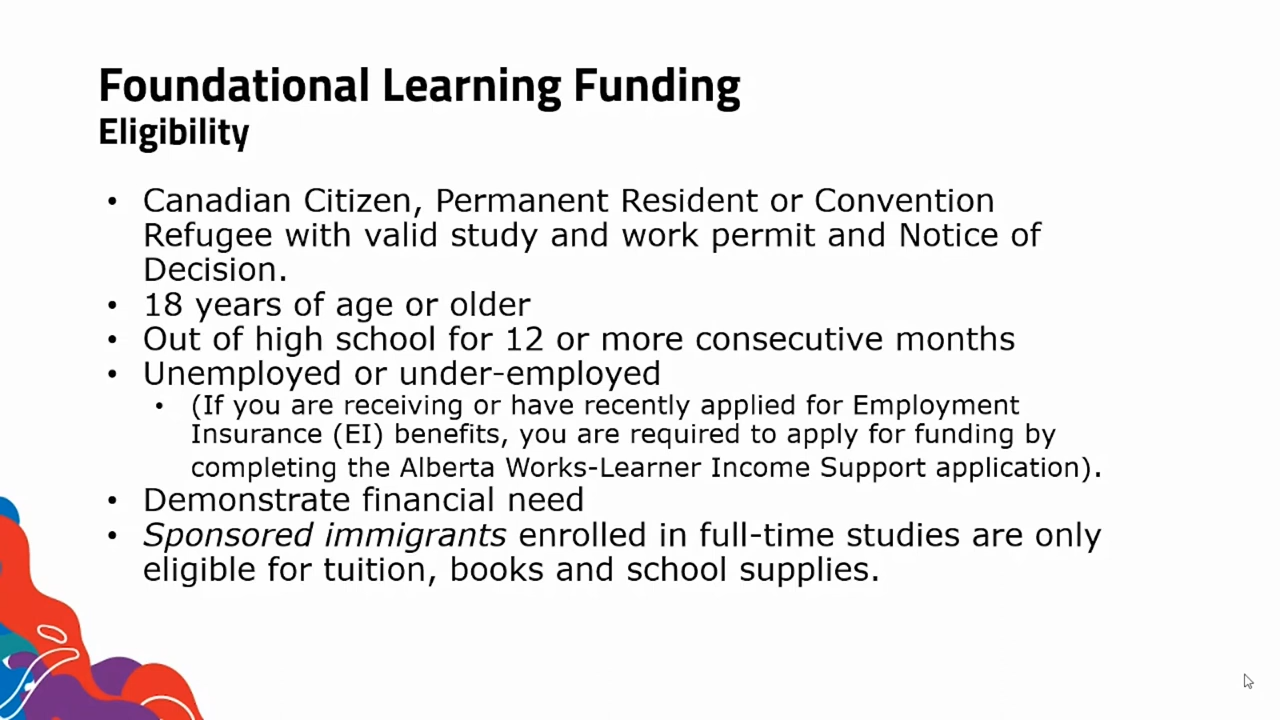 Foundational Learning Funding
Eligibility
• Canadian Citizen, Permanent Resident or Convention
Refugee with valid study and work permit and Notice of
Decision.
• 18 years of age or older
• Out of high school for 12 or more consecutive months
• Unemployed or under-employed
• (If you are receiving or have recently applied for Employment
Insurance (EI) benefits, you are required to apply for funding by
completing the Alberta Works-Learner Income Support application).
• Demonstrate financial need
• Sponsored immigrants enrolled in full-time studies are only
eligible for tuition, books and school supplies.